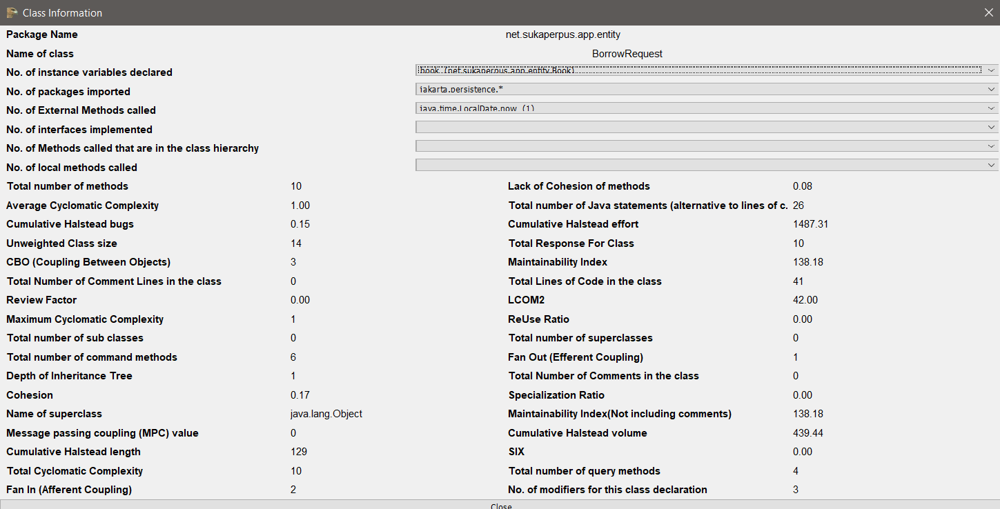 Class Information
Package Name net.sukaperpus.app.entity
Name of class BorrowRequest
No. of instance variables declared book (net.sukaperpus.app.entity.Book)
No. of packages imported jakarta.persistence.*
No. of External Methods called java.time.LocalDate.now (1)
No. of interfaces implemented
No. of Methods called that are in the class hierarchy
No. of local methods called
Total number of methods 10 Lack of Cohesion of methods 0.08
Average Cyclomatic Complexity 1.00 Total number of Java statements (alternative to lines of c. 26
Cumulative Halstead bugs 0.15 Cumulative Halstead effort 1487.31
Unweighted Class size 14 Total Response For Class 10
CBO (Coupling Between Objects) 3 Maintainability Index 138.18
Total Number of Comment Lines in the class 0 Total Lines of Code in the class 41
Review Factor 0.00 LCOM2 42.00
Maximum Cyclomatic Complexity 1 ReUse Ratio 0.00
Total number of sub classes 0 Total number of superclasses 0
Total number of command methods 6 Fan Out (Efferent Coupling) 1
Depth of Inheritance Tree 1 Total Number of Comments in the class 0
Cohesion 0.17 Specialization Ratio 0.00
Name of superclass java.lang.Object Maintainability Index(Not including comments) 138.18
Message passing coupling (MPC) value 0 Cumulative Halstead volume 439.44
Cumulative Halstead length 129 SIX 0.00
Total Cyclomatic Complexity 10 Total number of query methods 4
Fan In (Afferent Coupling) 2 No. of modifiers for this class declaration 3
Close